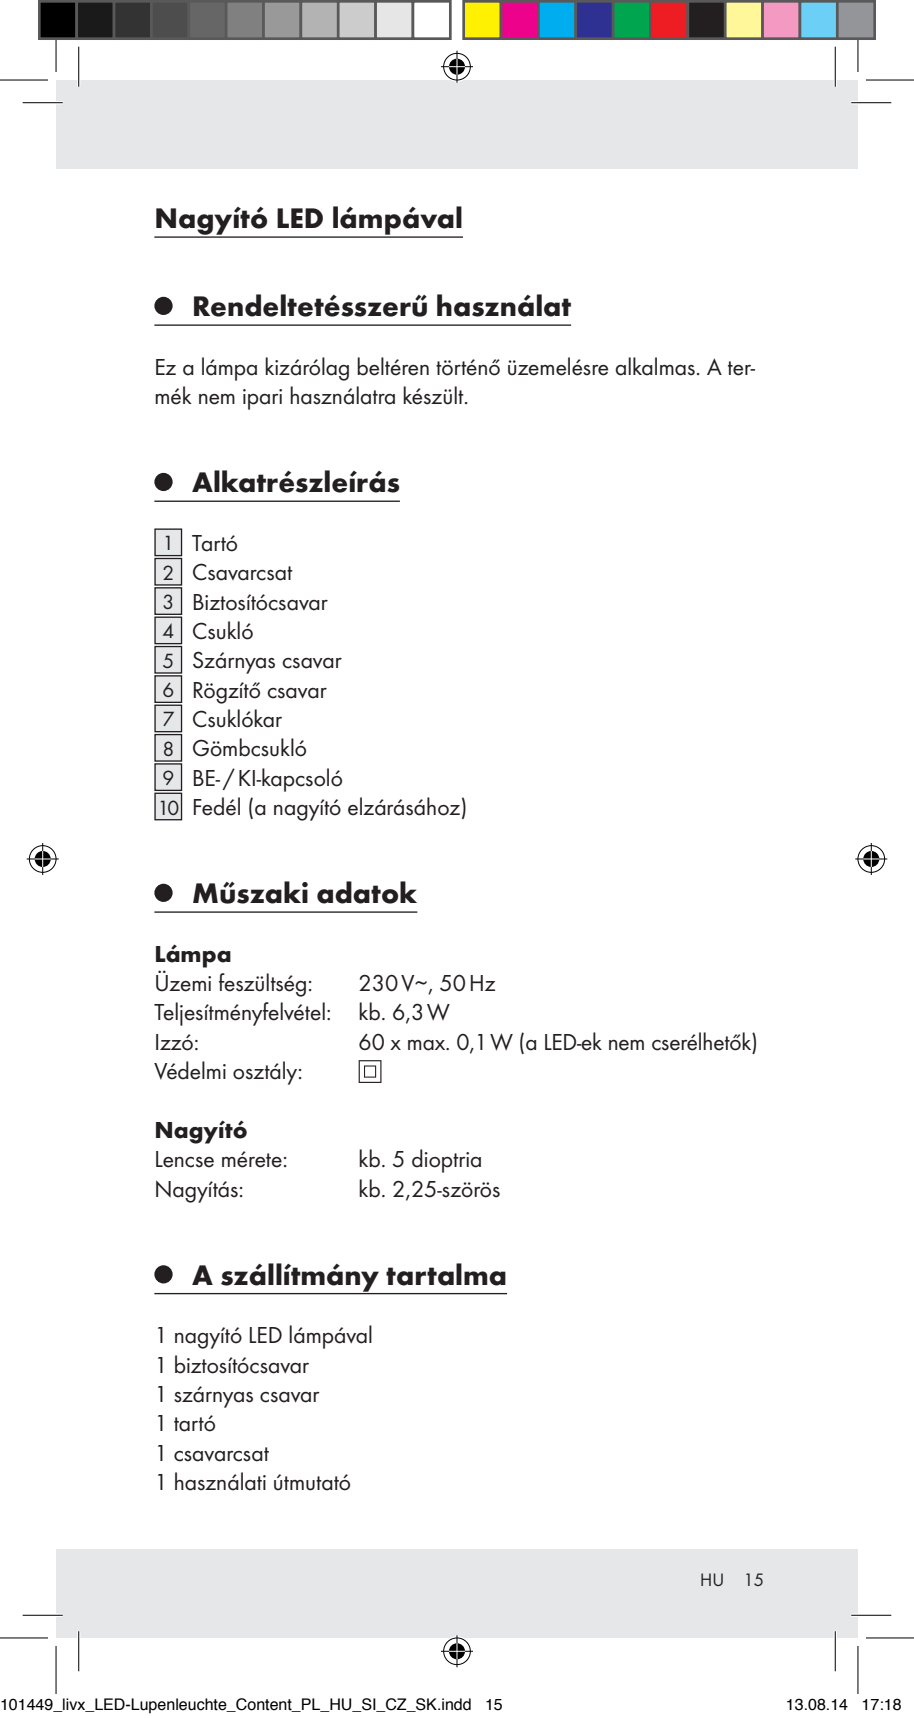 Nagyító LED lámpával
● Rendeltetésszerű használat
Ez a lámpa kizárólag beltéren történő üzemelésre alkalmas. A ter-
mék nem ipari használatra készült.
● Alkatrészleírás
1 Tartó
2 Csavarcsat
3 Biztosítócsavar
4 Csukló
5 Szárnyas csavar
6 Rögzítő csavar
7 Csuklókar
8 Gömbcsukló
9 BE- / KI-kapcsoló
10 Fedél (a nagyító elzárásához)
● Műszaki adatok
Lámpa
Üzemi feszültség: 230 V~, 50 Hz
Teljesítményfelvétel: kb. 6,3 W
Izzó: 60 x max. 0,1 W (a LED-ek nem cserélhetők)
Védelmi osztály:
Nagyító
Lencse mérete: kb. 5 dioptria
Nagyítás: kb. 2,25-szörös
● A szállítmány tartalma
1 nagyító LED lámpával
1 biztosítócsavar
1 szárnyas csavar
1 tartó
1 csavarcsat
1 használati útmutató
HU 15
101449_livx_LED-Lupenleuchte_Content_PL_HU_SI_CZ_SK.indd 15 13.08.14 17:18